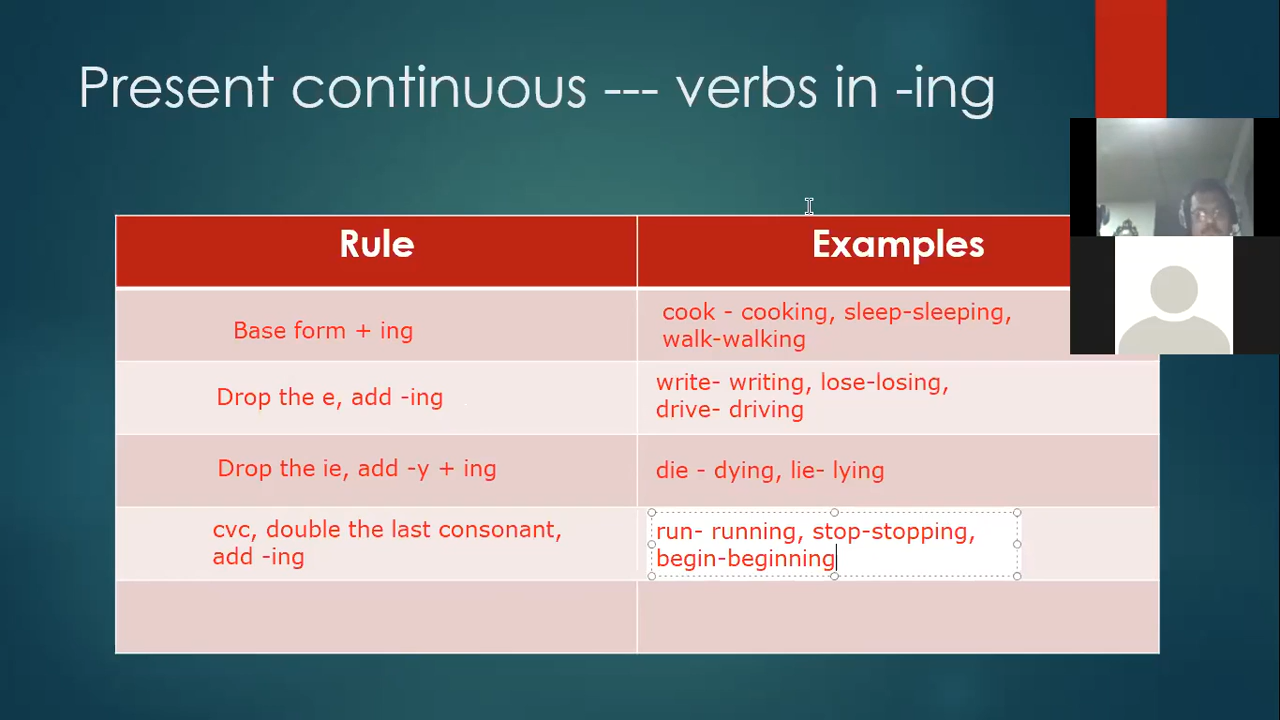 Present continuous --- verbs in -ing
Rule
Examples
Base form + ing
cook - cooking, sleep-sleeping,
walk-walking
Drop the e, add -ing
write- writing, lose-losing,
drive- driving
Drop the ie, add -y + ing
die - dying, lie- lying
cvc, double the last consonant,
add -ing
run- running, stop-stopping,
begin-beginning